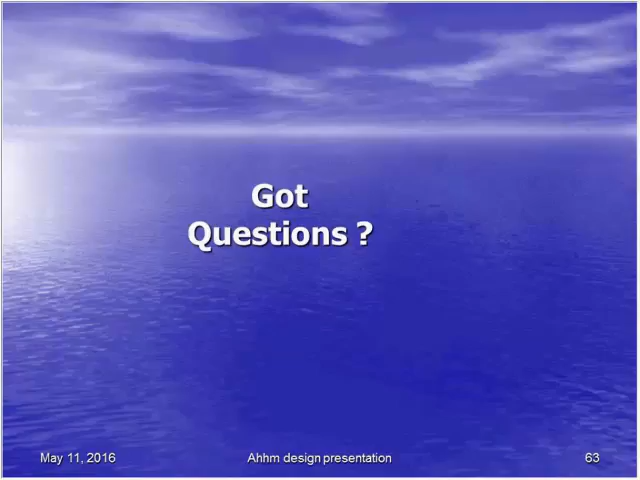 Got
Questions ?
May 11, 2016
Ahhm design presentation
63